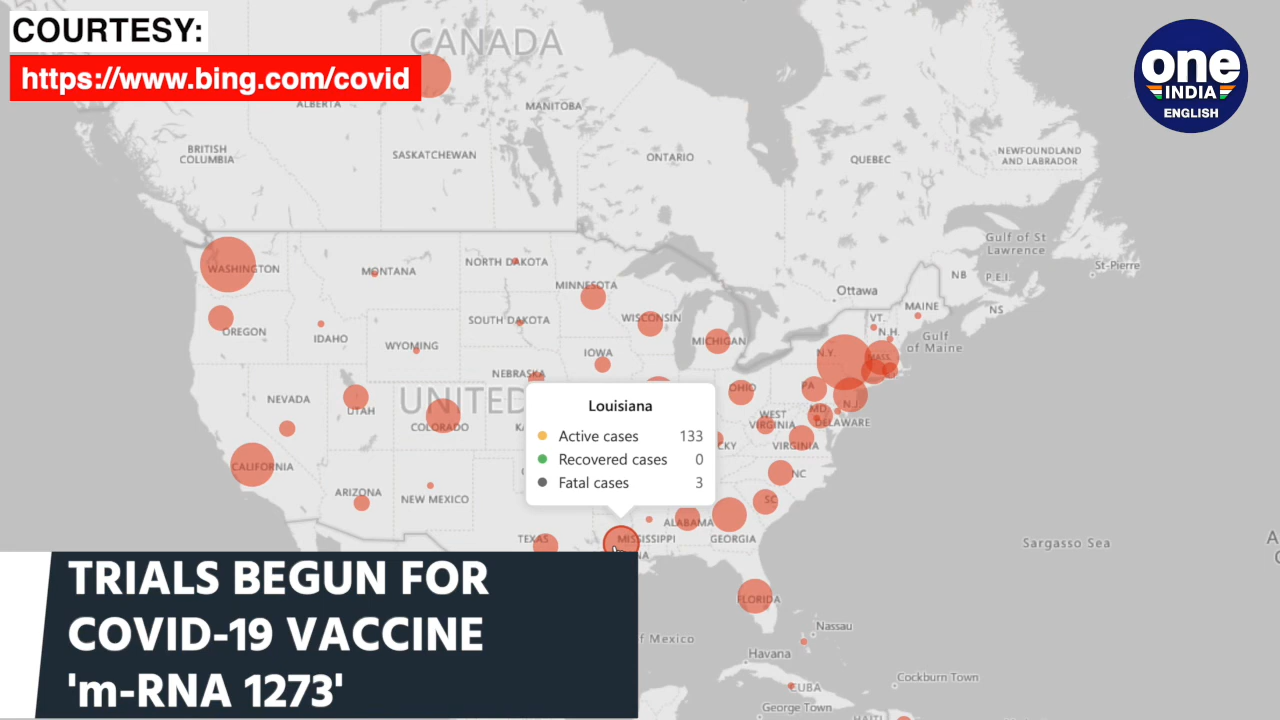 COURTESY:
https://www.bing.com/covid
one
INDIA
ENGLISH
CANADA
ALBERTA
MANITOBA
BRITISH
COLUMBIA
SASKATCHEWAN
ONTARIO
QUEBEC
NEWFOUNDLAND
AND LABRADOR
Gulf of St
Lawrence
St-Pierre
NB
P.E.I.
NS
WASHINGTON
MONTANA
NORTH DAKOTA
MINNESOTA
Ottawa
MAINE
VT.
N.H.
Gulf
of Maine
OREGON
IDAHO
SOUTH DAKOTA
WISCONSIN
MICHIGAN
WYOMING
IOWA
N.Y.
MASS.
NEBRASKA
NEVADA
UTAH
UNITED
COLORADO
OHIO
PA
N.J.
MD
DELAWARE
WEST
VIRGINIA
VIRGINIA
KY
CALIFORNIA
ARIZONA
NEW MEXICO
NC
SC
Louisiana
Active cases 133
Recovered cases 0
Fatal cases 3
TEXAS
MISSISSIPPI
ALABAMA
GEORGIA
FLORIDA
Sargasso Sea
f Mexico
Nassau
Havana
CUBA
Cockburn Town
George Town
HAITI
TRIALS BEGUN FOR
COVID-19 VACCINE
'm-RNA 1273'